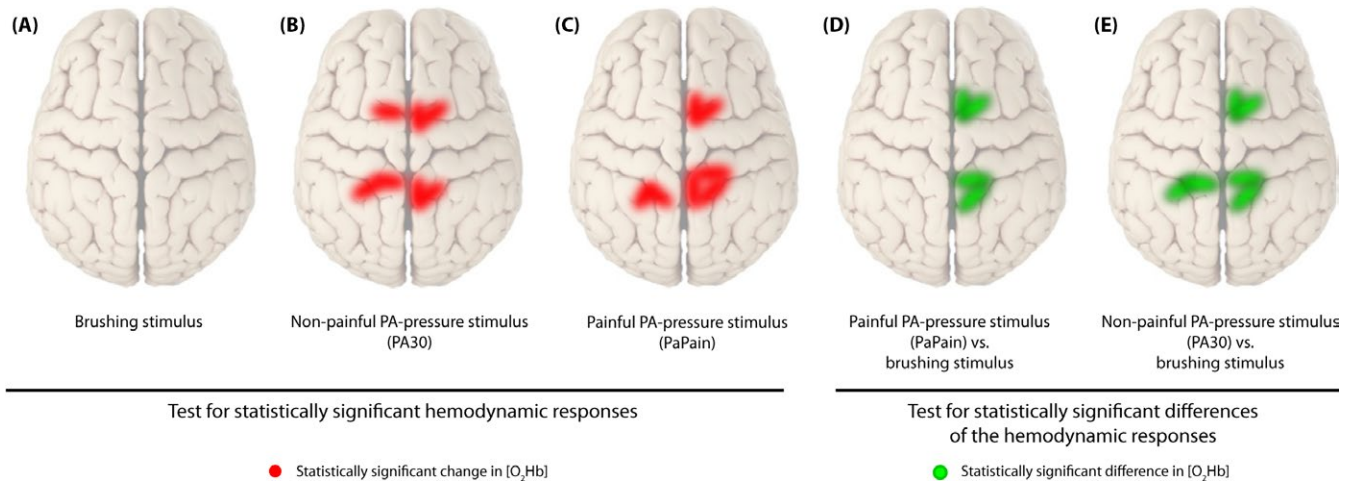 (A)
(B)
(C)
(D)
(E)
Brushing stimulus
Non-painful PA-pressure stimulus
(PA30)
Painful PA-pressure stimulus
(PaPain)
Painful PA-pressure stimulus
(PaPain) vs.
brushing stimulus
Non-painful PA-pressure stimulus
(PA30) vs.
brushing stimulus
Test for statistically significant hemodynamic responses
Test for statistically significant differences
of the hemodynamic responses
Statistically significant change in [O₂Hb]
Statistically significant difference in [O₂Hb]